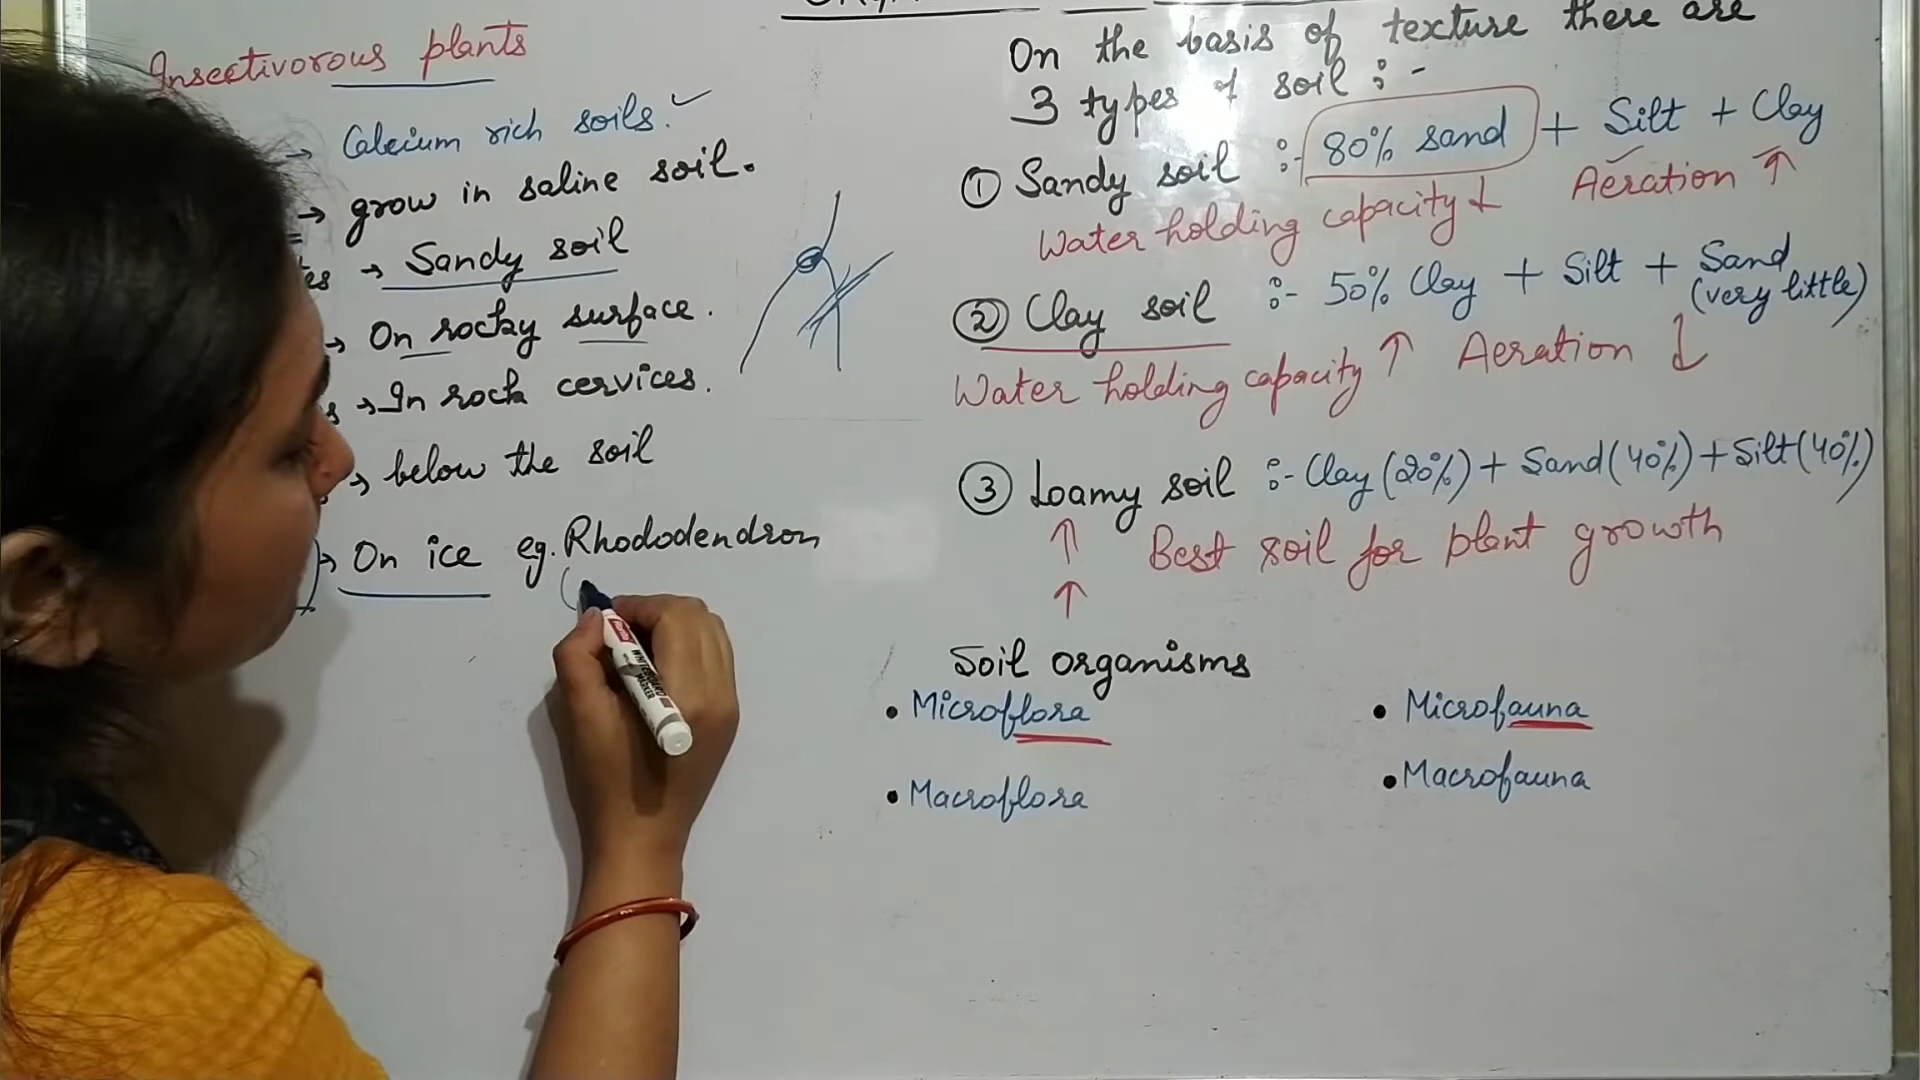 Insectivorous plants
→ Calcium rich soils. ✓
→ grow in saline soil.
es → Sandy soil
→ On rocky surface.
s → In rock cervices.
→ below the soil
→ On ice eg. Rhododendron
On the basis of texture there are
3 types of soil :-
① Sandy soil :- 80% sand + Silt + Clay
Water holding capacity ↓ Aeration ↑
② Clay soil :- 50% Clay + Silt + Sand
(very little)
Water holding capacity ↑ Aeration ↓
③ Loamy soil :- Clay (20%) + Sand (40%) + Silt (40%)
↑ Best soil for plant growth
↑
Soil organisms
• Microflora • Microfauna
• Macroflora • Macrofauna